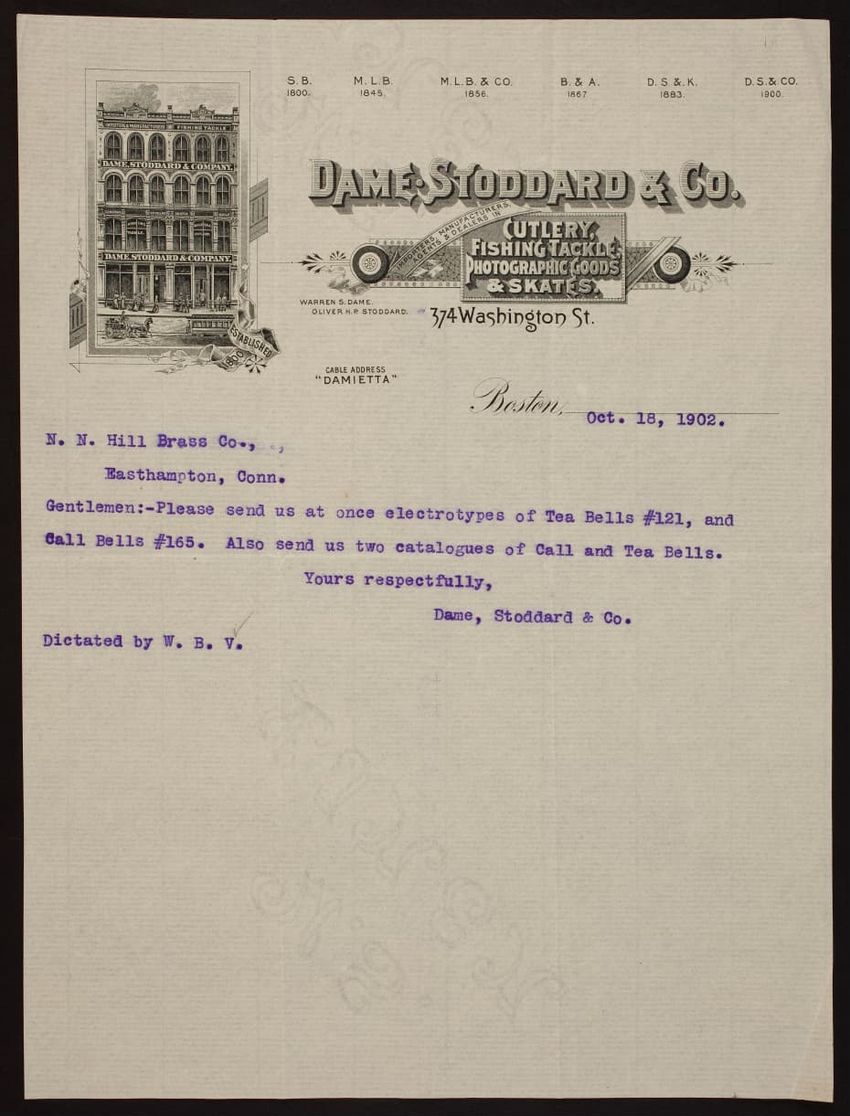 S.B. M.L.B. M.L.B. & CO. B. & A. D. S. & K. D. S. & CO.
1800. 1845. 1856. 1867 1883. 1900.
FISHING TACKLE
DAME, STODDARD & COMPANY.
DAME, STODDARD & COMPANY.
ESTABLISHED
1800
DAME, STODDARD & CO.
IMPORTERS, MANUFACTURERS,
AGENTS & DEALERS IN
CUTLERY,
FISHING TACKLE,
PHOTOGRAPHIC GOODS
& SKATES.
WARREN S. DAME.
OLIVER H. P. STODDARD.
374 Washington St.
CABLE ADDRESS
"DAMIETTA"
Boston, Oct. 18, 1902.
N. N. Hill Brass Co.,
Easthampton, Conn.
Gentlemen:-Please send us at once electrotypes of Tea Bells #121, and
Call Bells #165. Also send us two catalogues of Call and Tea Bells.
Yours respectfully,
Dame, Stoddard & Co.
Dictated by W. B. V.